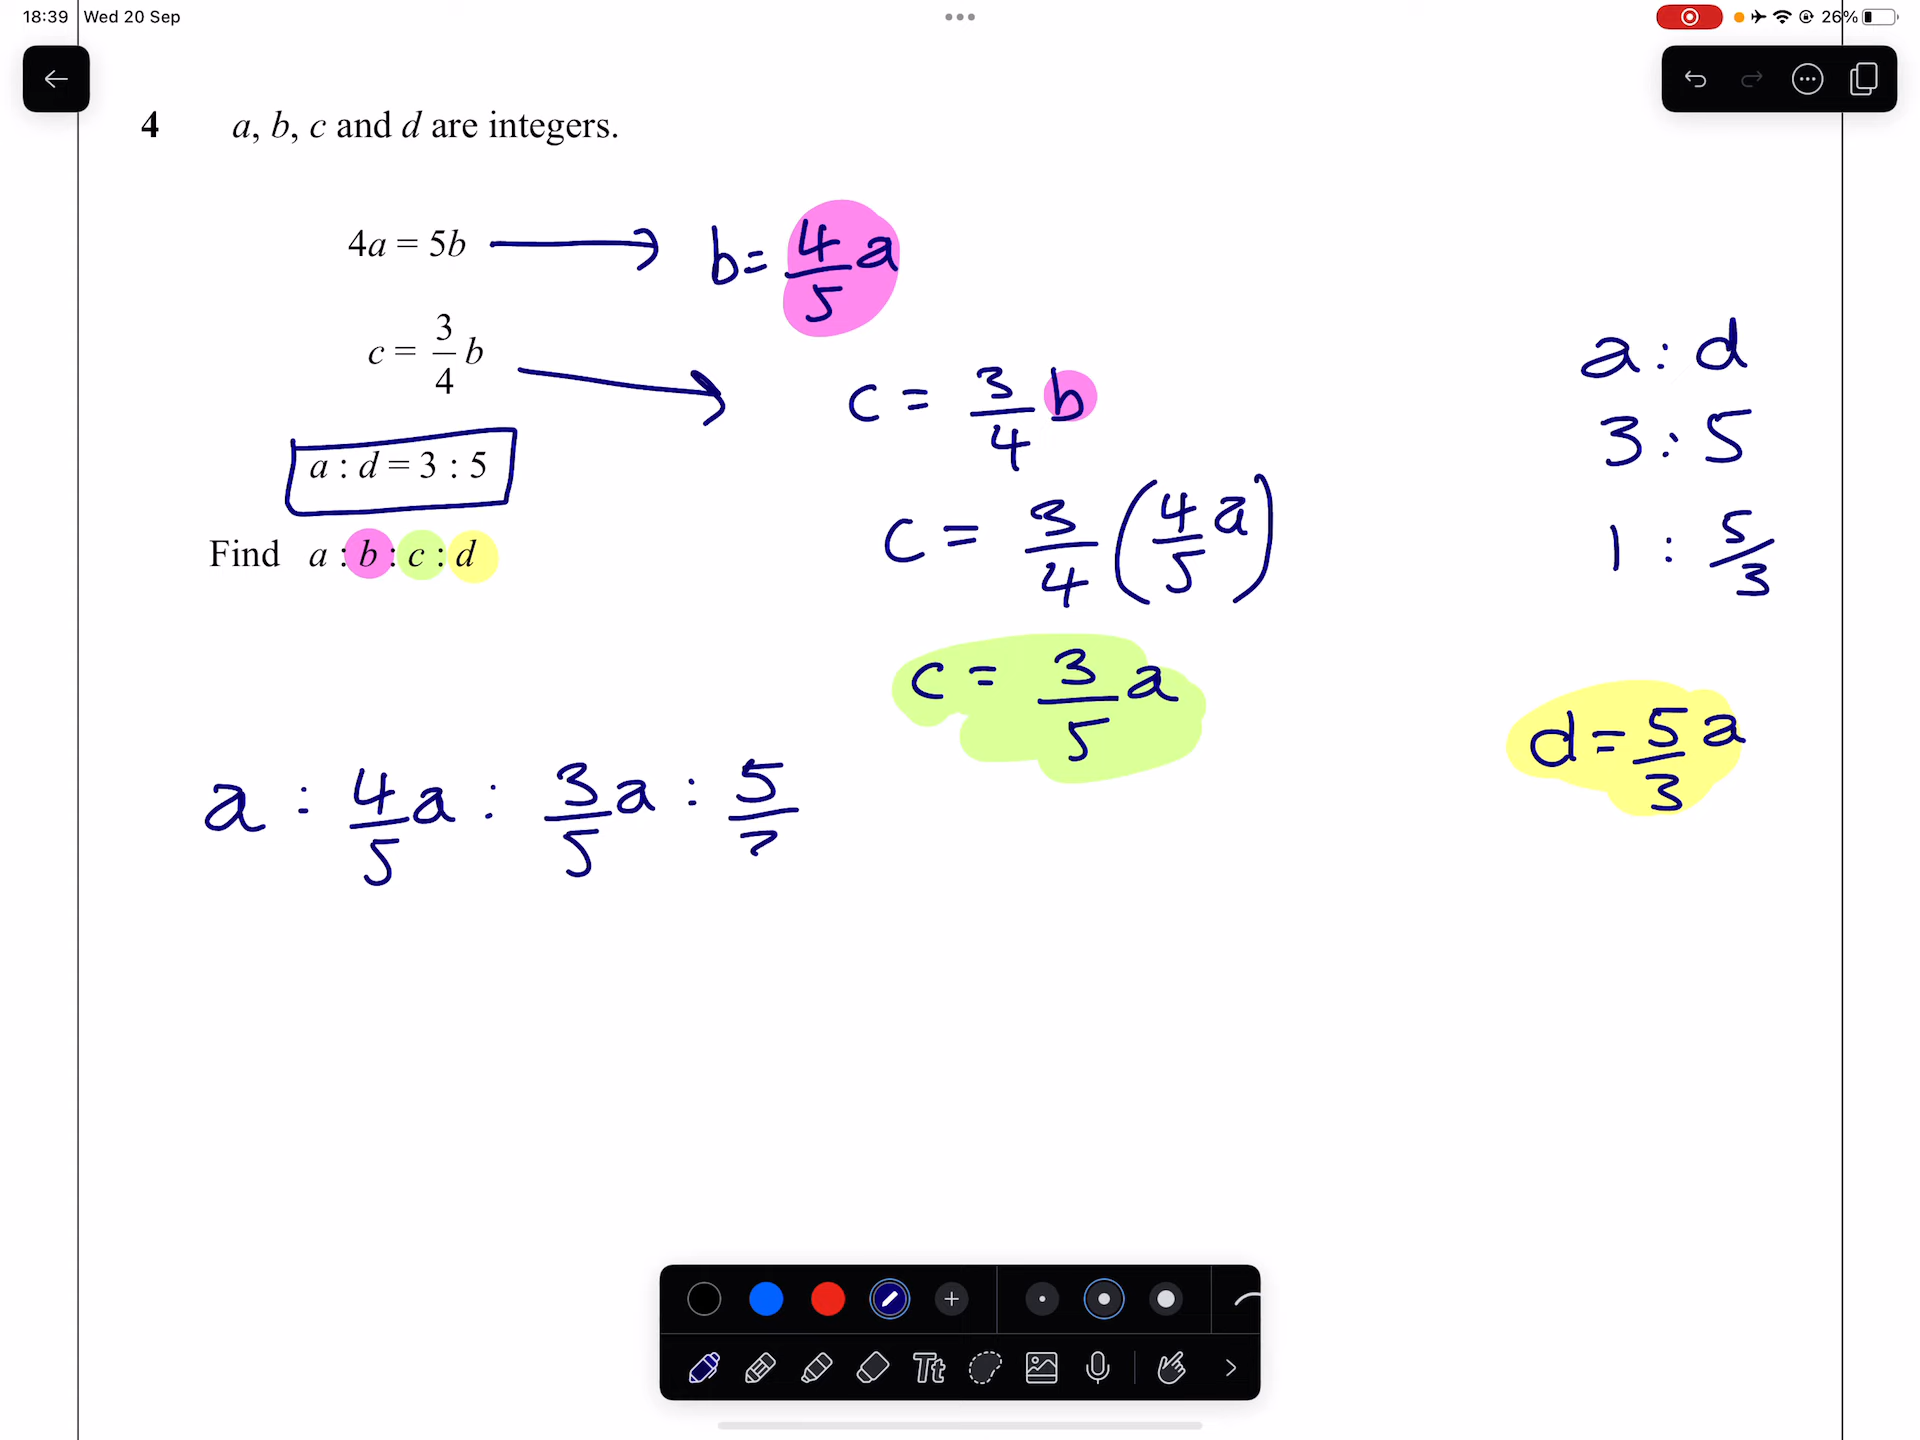 18:39 Wed 20 Sep
26%
4 a, b, c and d are integers.
4a = 5b
b = 4/5 a
c = 3/4 b
c = 3/4 b
a : d = 3 : 5
c = 3/4 (4/5 a)
Find a : b : c : d
c = 3/5 a
a : d
3 : 5
1 : 5/3
d = 5/3 a
a : 4/5 a : 3/5 a : 5/
Tt